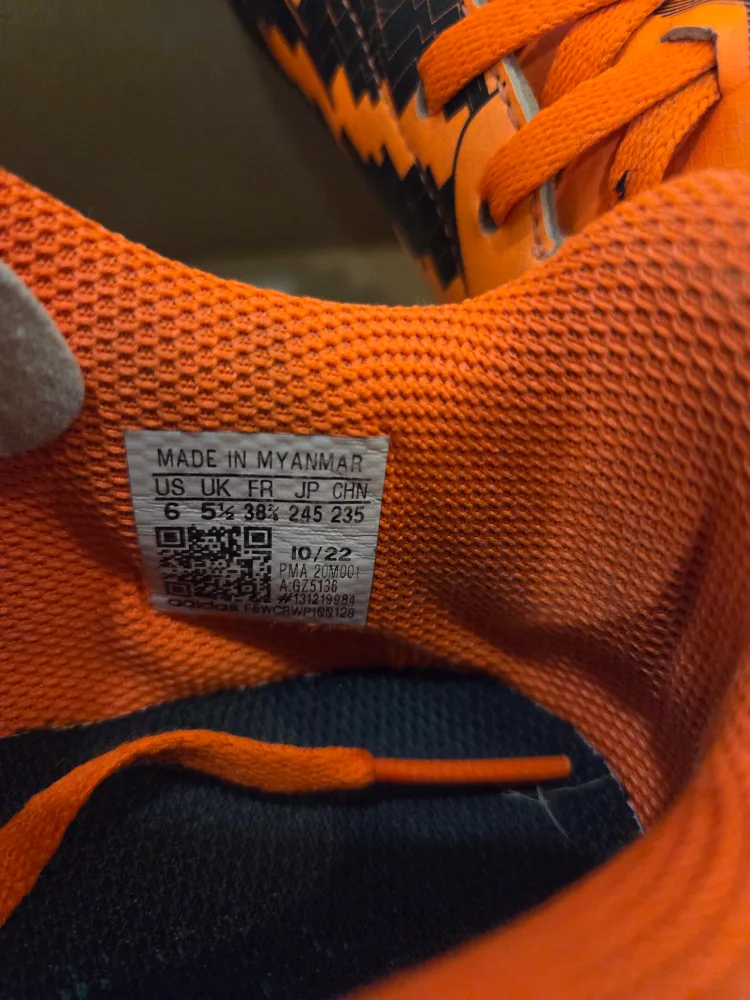 MADE IN MYANMAR
US UK FR JP CHN
6 5½ 38⅔ 245 235
10/22
PMA 20M001
A:GZ5136
#131219984
adidas